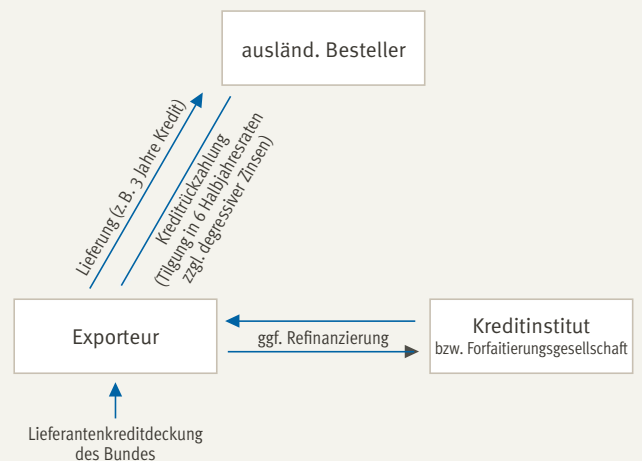 ausländ. Besteller
Lieferung (z. B. 3 Jahre Kredit)
Kreditrückzahlung
(Tilgung in 6 Halbjahresraten
zzgl. degressiver Zinsen)
Exporteur
ggf. Refinanzierung
Kreditinstitut
bzw. Forfaitierungsgesellschaft
Lieferantenkreditdeckung
des Bundes